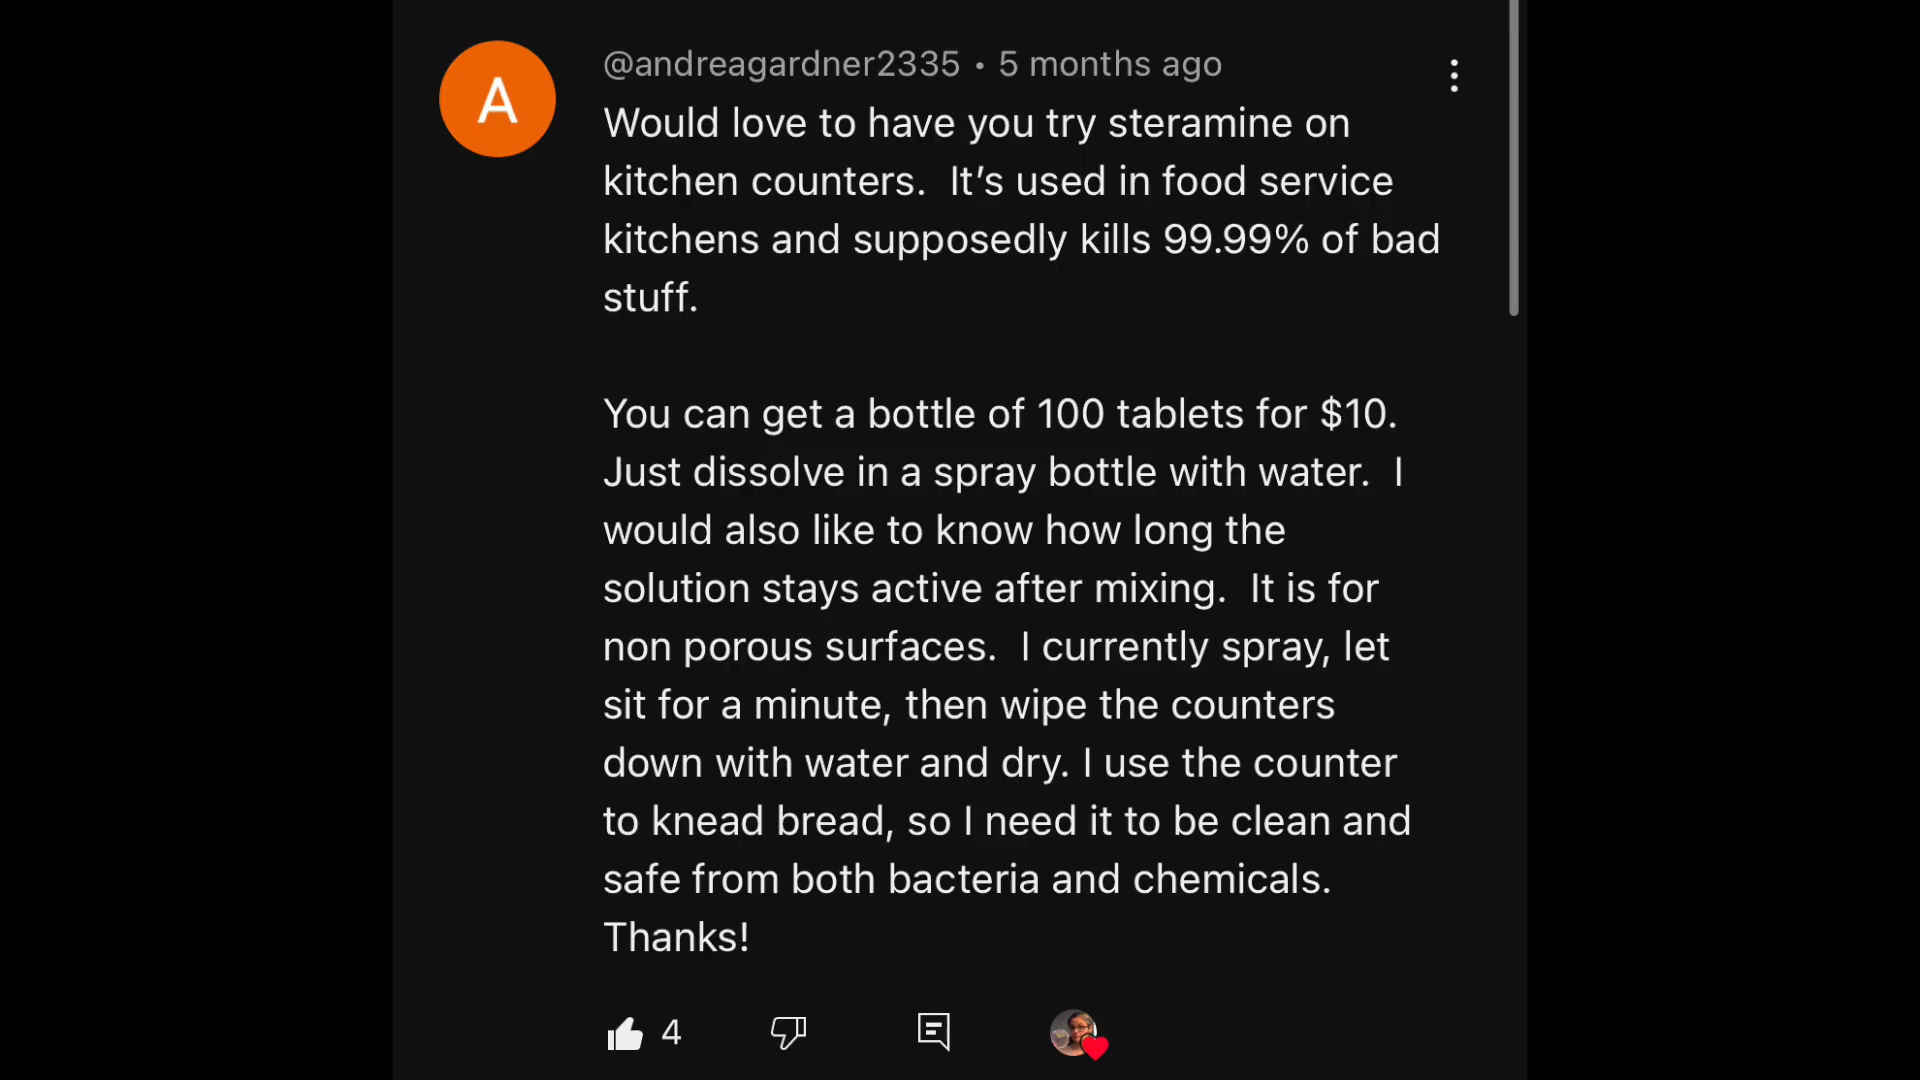 A
@andreagardner2335 • 5 months ago
Would love to have you try steramine on
kitchen counters.  It’s used in food service
kitchens and supposedly kills 99.99% of bad
stuff.
You can get a bottle of 100 tablets for $10.
Just dissolve in a spray bottle with water.  I
would also like to know how long the
solution stays active after mixing.  It is for
non porous surfaces.  I currently spray, let
sit for a minute, then wipe the counters
down with water and dry. I use the counter
to knead bread, so I need it to be clean and
safe from both bacteria and chemicals.
Thanks!
4